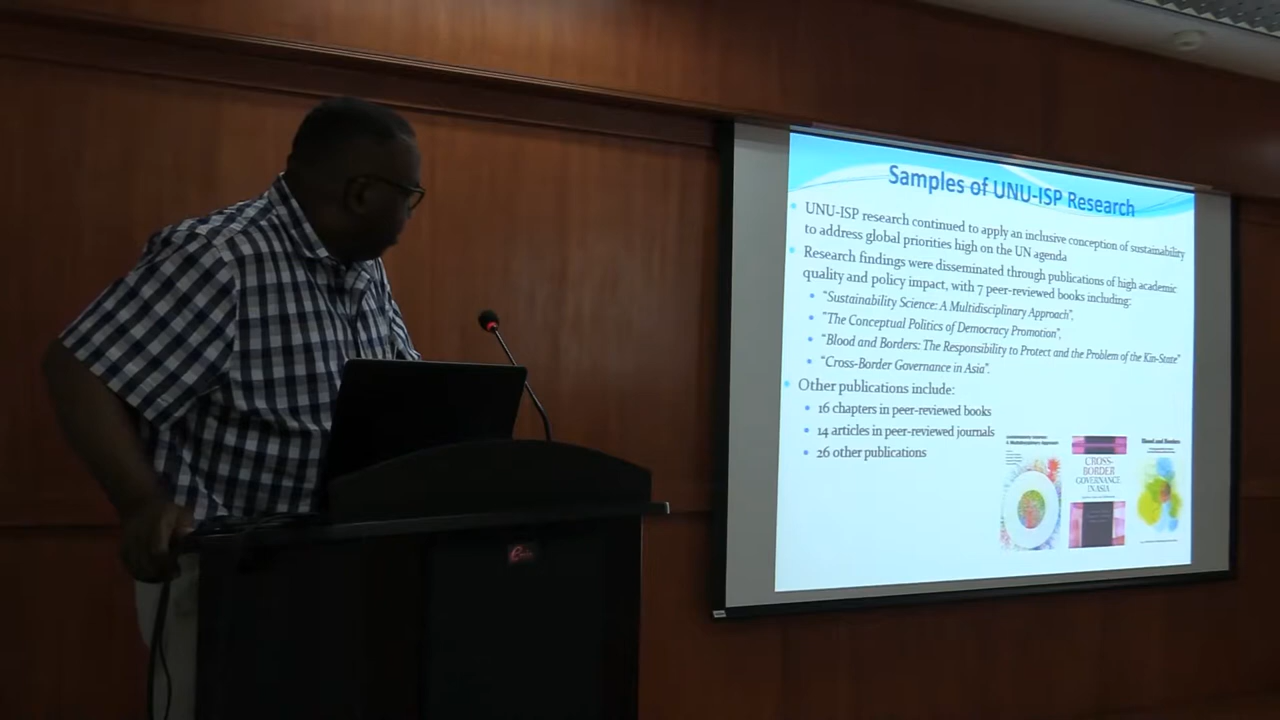 Samples of UNU-ISP Research
UNU-ISP research continued to apply an inclusive conception of sustainability
to address global priorities high on the UN agenda
Research findings were disseminated through publications of high academic
quality and policy impact, with 7 peer-reviewed books including:
“Sustainability Science: A Multidisciplinary Approach”,
"The Conceptual Politics of Democracy Promotion",
“Blood and Borders: The Responsibility to Protect and the Problem of the Kin-State”
“Cross-Border Governance in Asia”.
Other publications include:
16 chapters in peer-reviewed books
14 articles in peer-reviewed journals
26 other publications
Sustainability Science:
A Multidisciplinary Approach
CROSS-
BORDER
GOVERNANCE
IN ASIA
Blood and Borders